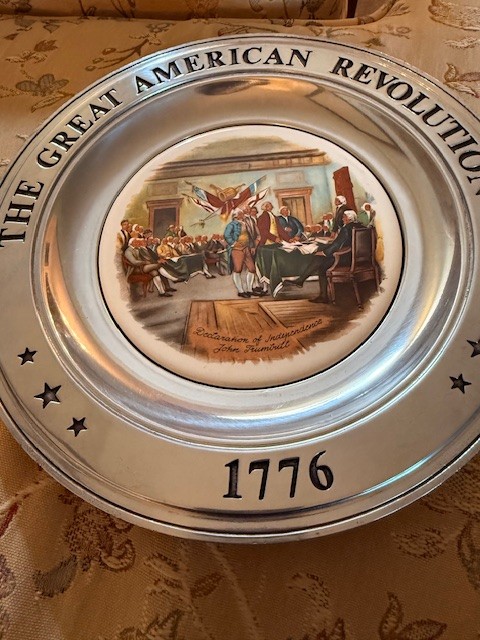 THE GREAT AMERICAN REVOLUTION
Declaration of Independence
John Trumbull
1776